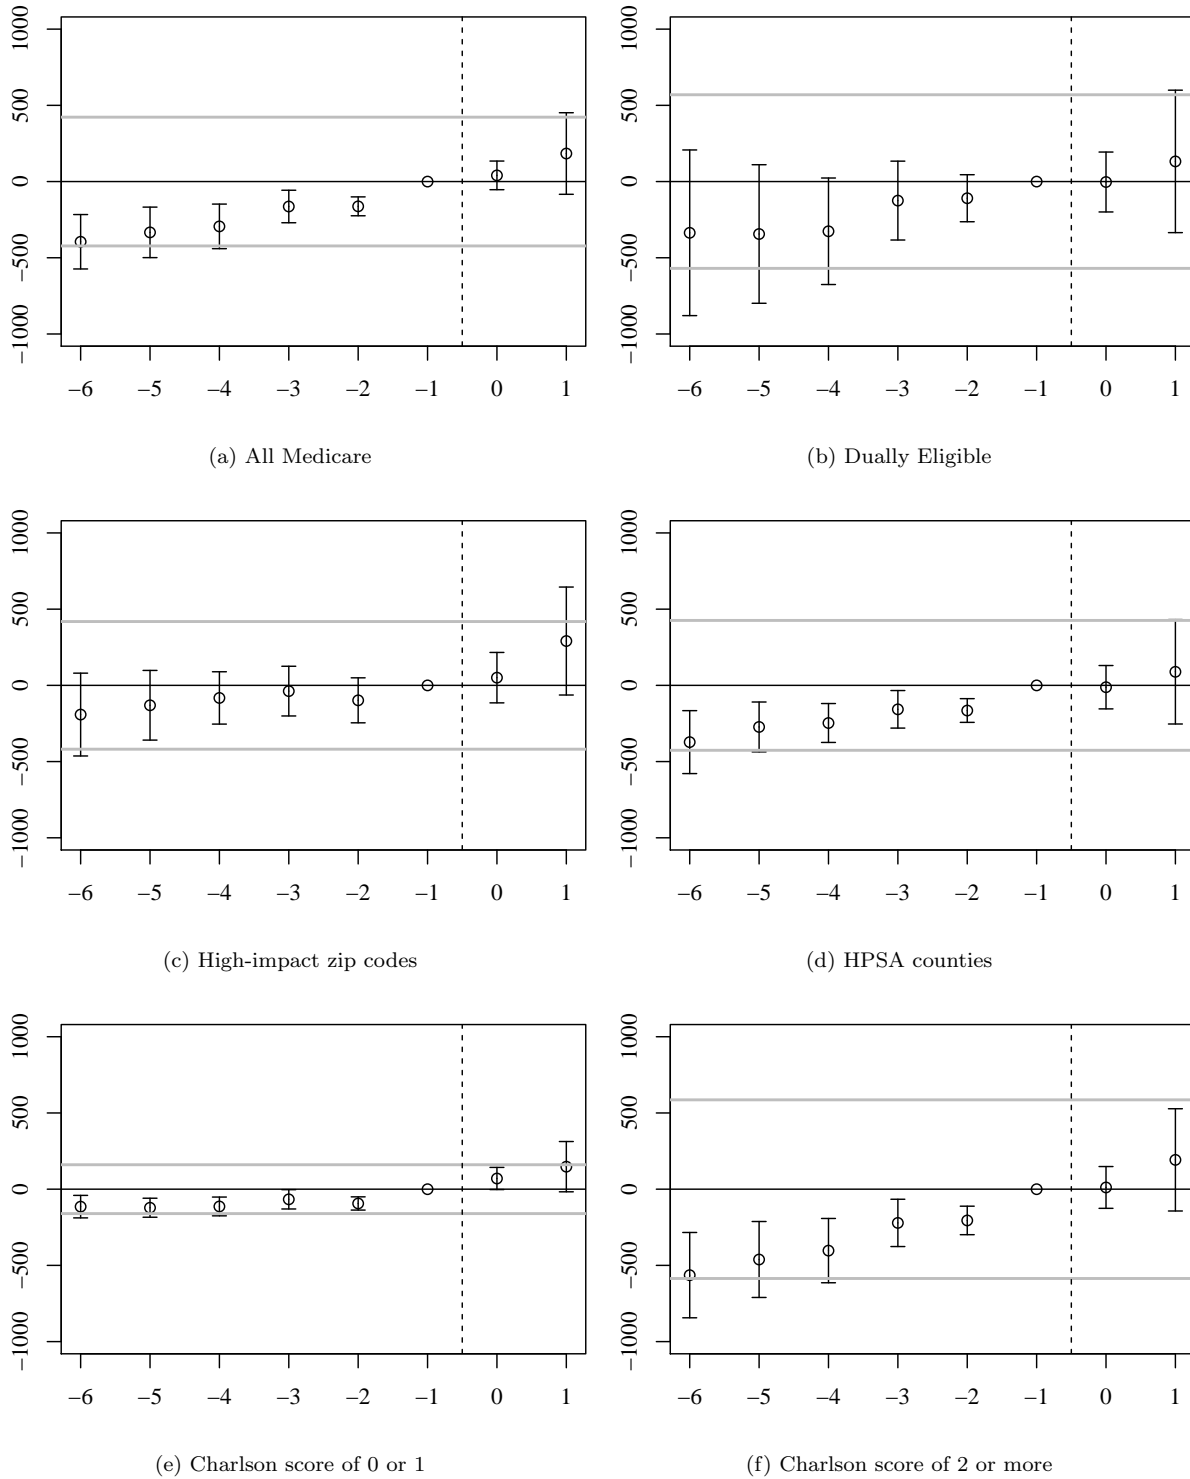 1000
500
0
−500
−1000
−6 −5 −4 −3 −2 −1 0 1
(a) All Medicare
1000
500
0
−500
−1000
−6 −5 −4 −3 −2 −1 0 1
(b) Dually Eligible
1000
500
0
−500
−1000
−6 −5 −4 −3 −2 −1 0 1
(c) High-impact zip codes
1000
500
0
−500
−1000
−6 −5 −4 −3 −2 −1 0 1
(d) HPSA counties
1000
500
0
−500
−1000
−6 −5 −4 −3 −2 −1 0 1
(e) Charlson score of 0 or 1
1000
500
0
−500
−1000
−6 −5 −4 −3 −2 −1 0 1
(f) Charlson score of 2 or more